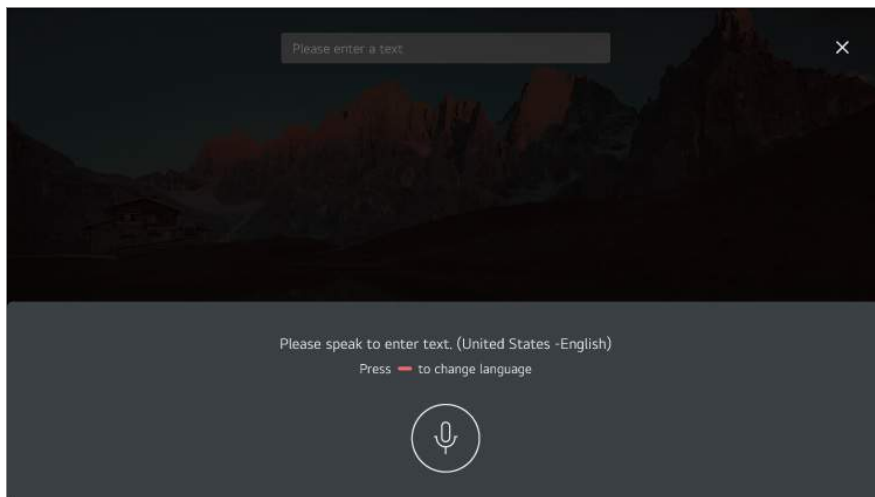 Please enter a text
Please speak to enter text. (United States -English)
Press to change language